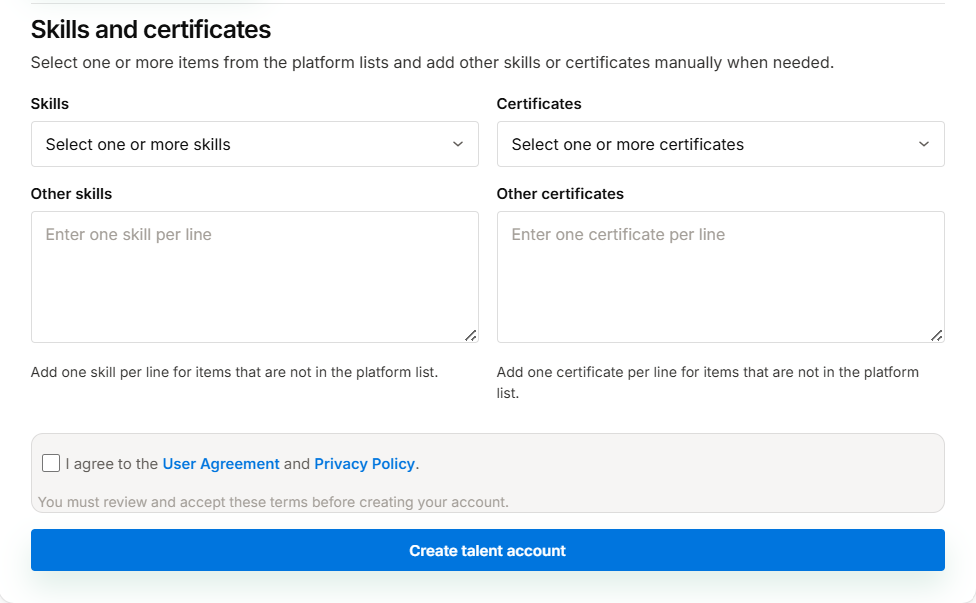 Skills and certificates
Select one or more items from the platform lists and add other skills or certificates manually when needed.
Skills
Select one or more skills
Certificates
Select one or more certificates
Other skills
Enter one skill per line
Add one skill per line for items that are not in the platform list.
Other certificates
Enter one certificate per line
Add one certificate per line for items that are not in the platform
list.
I agree to the User Agreement and Privacy Policy.
You must review and accept these terms before creating your account.
Create talent account